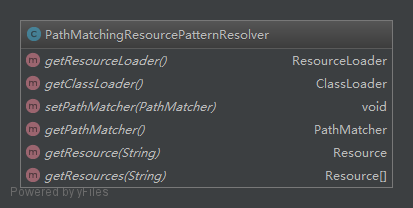 C PathMatchingResourcePatternResolver
m getResourceLoader() ResourceLoader
m getClassLoader() ClassLoader
m setPathMatcher(PathMatcher) void
m getPathMatcher() PathMatcher
m getResource(String) Resource
m getResources(String) Resource[]
Powered by yFiles